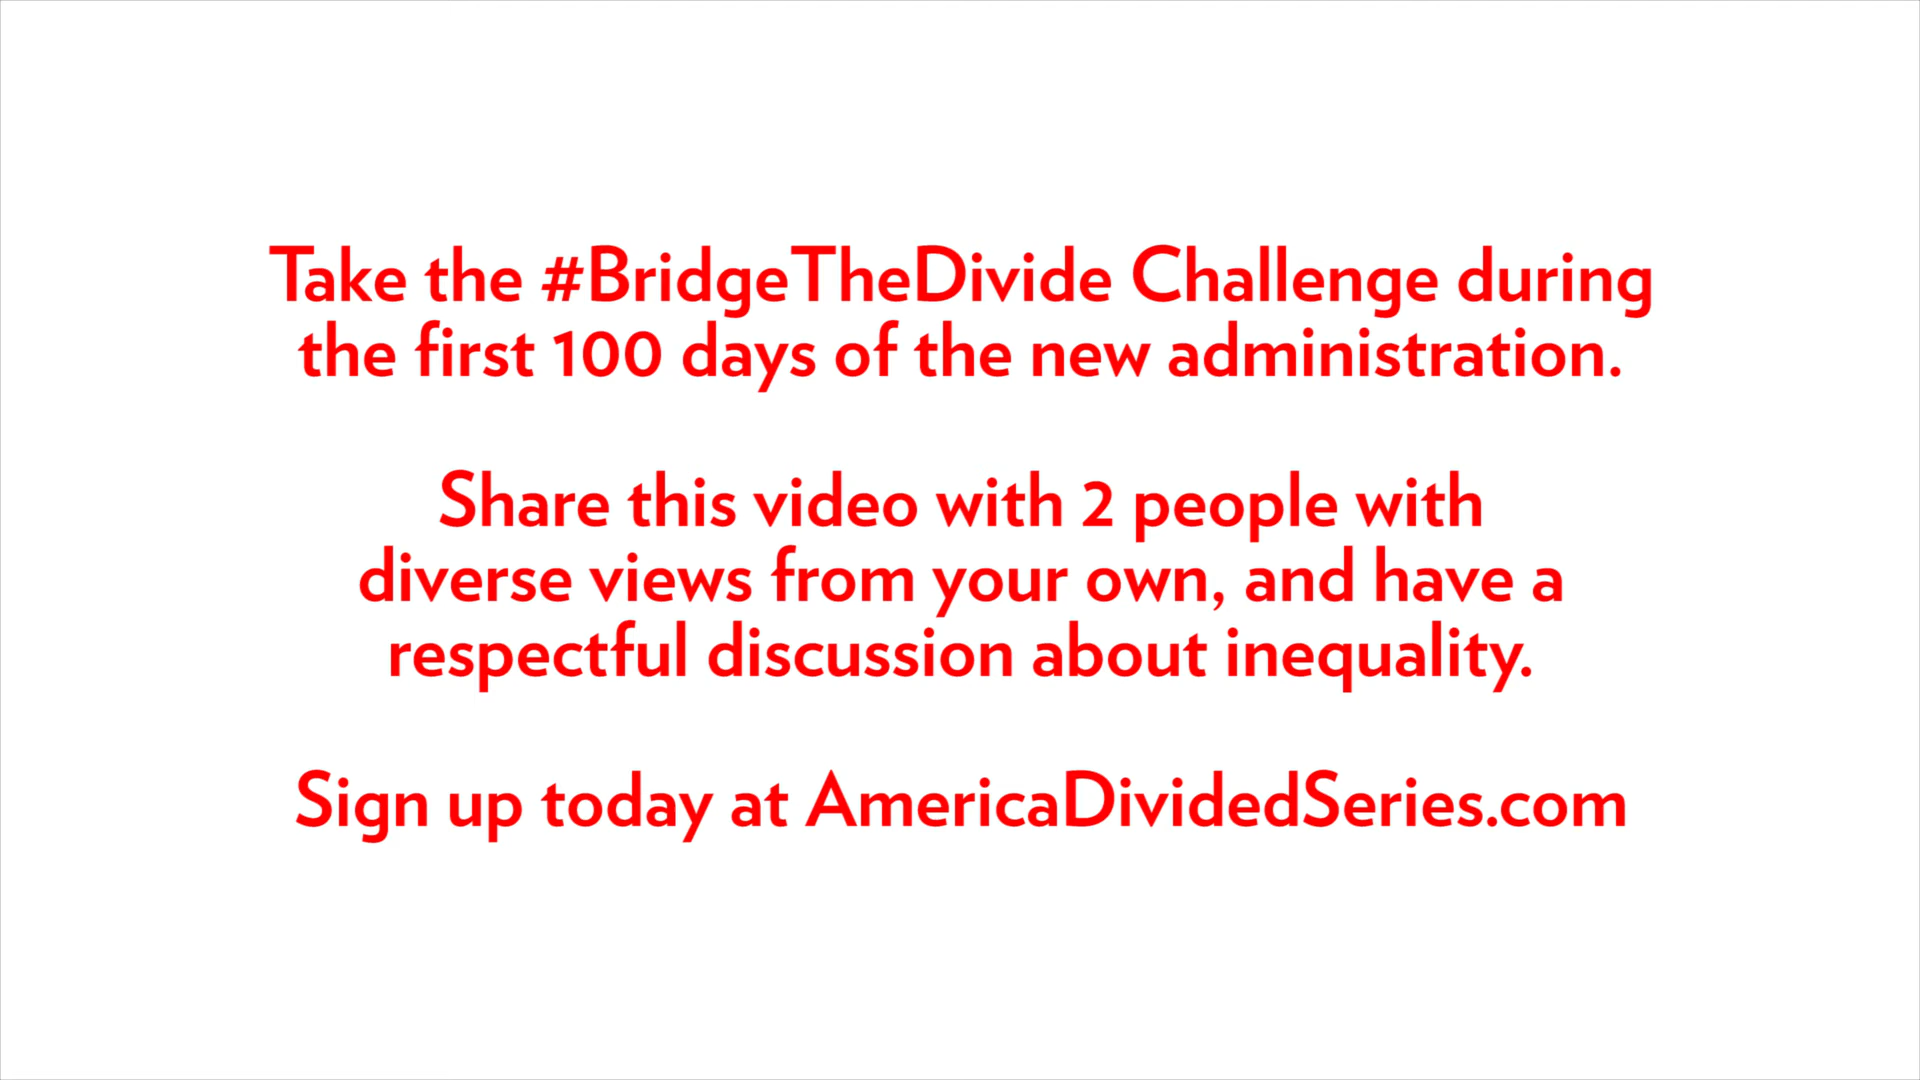 Take the #BridgeTheDivide Challenge during
the first 100 days of the new administration.
Share this video with 2 people with
diverse views from your own, and have a
respectful discussion about inequality.
Sign up today at AmericaDividedSeries.com